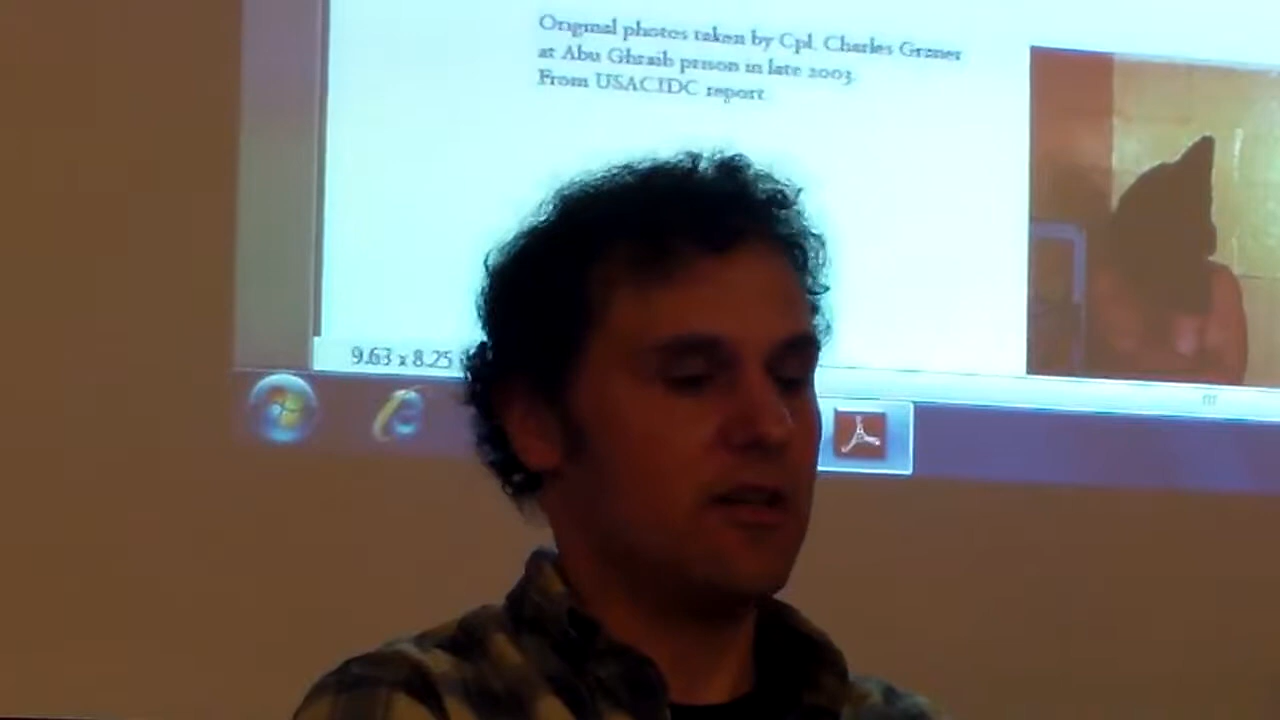 Original photos taken by Cpl. Charles Graner
at Abu Ghraib prison in late 2003.
From USACIDC report
9.63 x 8.25